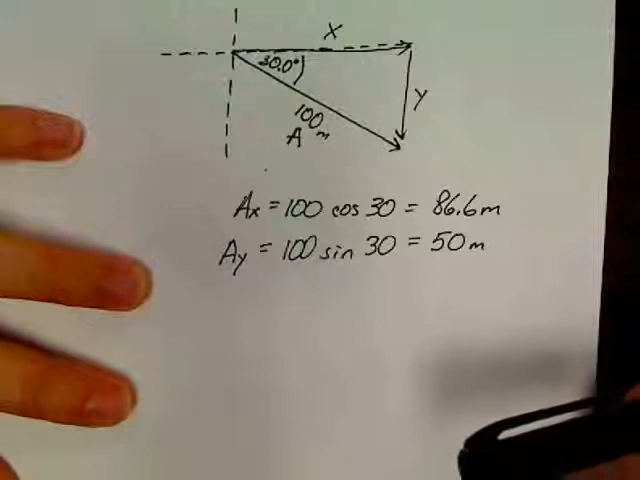 X
30.0°
Y
100 m
A
Ax = 100 cos 30 = 86.6m
Ay = 100 sin 30 = 50m